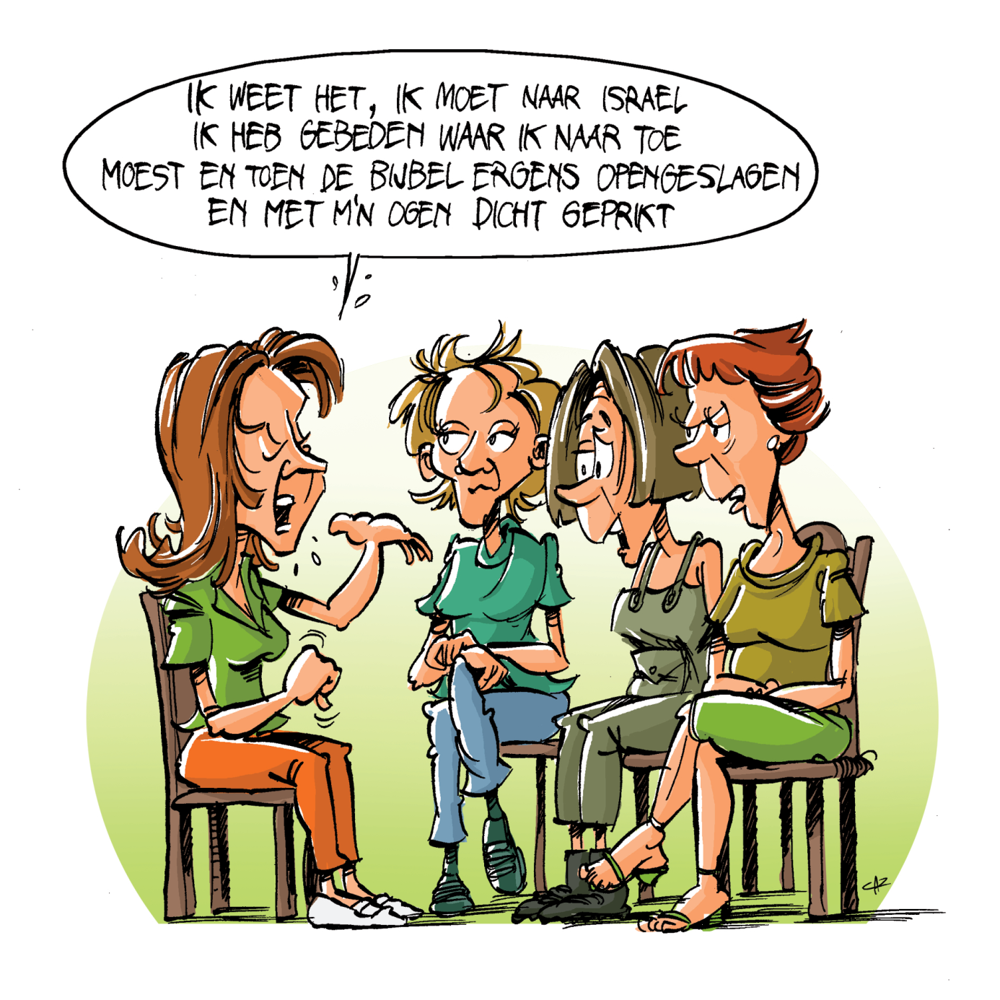 IK WEET HET, IK MOET NAAR ISRAEL
IK HEB GEBEDEN WAAR IK NAAR TOE
MOEST EN TOEN DE BIJBEL ERGENS OPENGESLAGEN
EN MET M'N OGEN DICHT GEPRIKT
CAZ